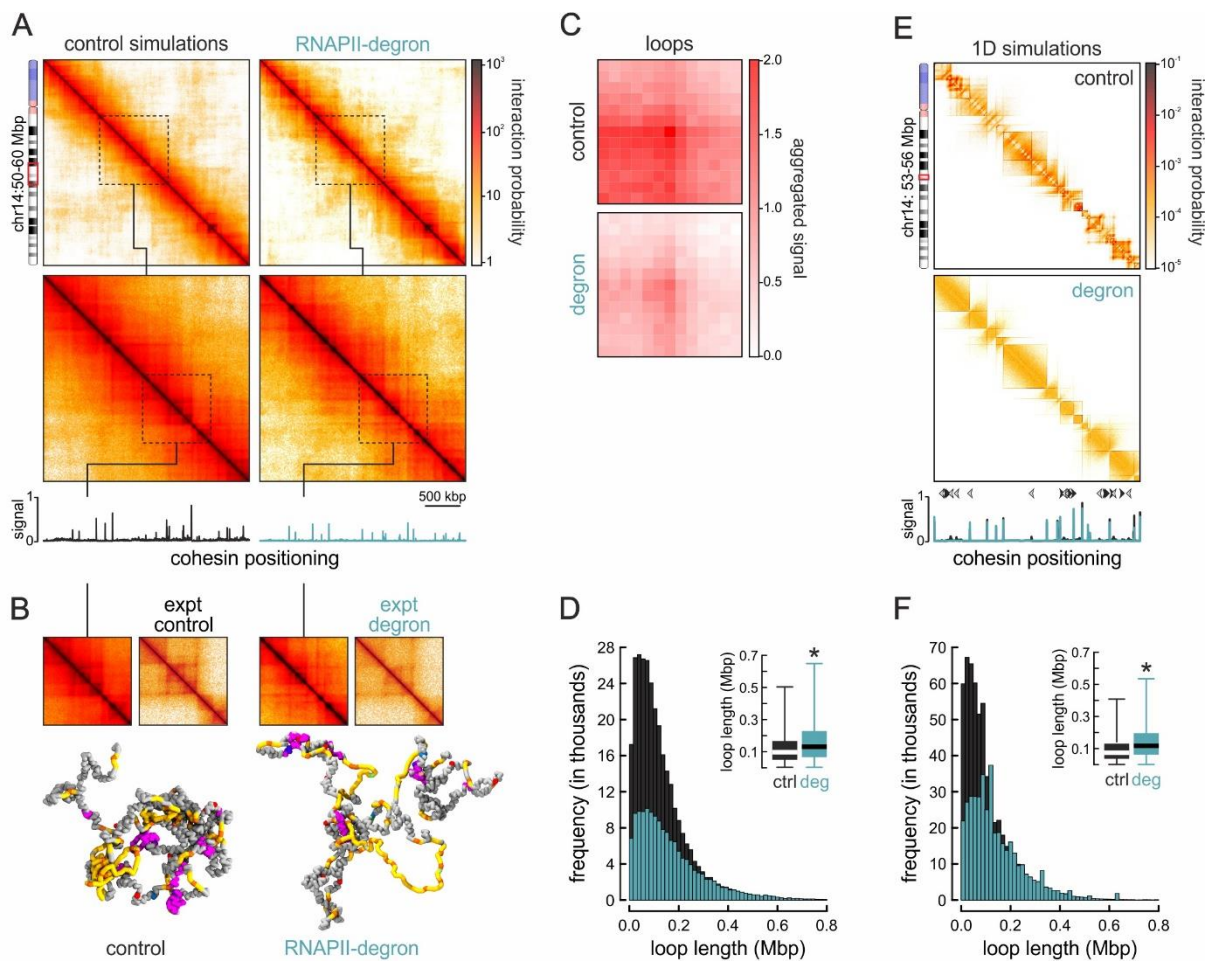 A
control simulations
RNAPII-degron
chr14:50-60 Mbp
10³
10²
10
1
interaction probability
500 kbp
signal
1
0
cohesin positioning
B
expt
control
expt
degron
control
RNAPII-degron
C
loops
control
degron
2.0
1.5
1.0
0.5
0.0
aggregated signal
D
frequency (in thousands)
28
24
20
16
12
8
4
0
0.0 0.2 0.4 0.6 0.8
loop length (Mbp)
loop length (Mbp)
0.7
0.5
0.3
0.1
*
ctrl deg
E
1D simulations
control
degron
chr14: 53-56 Mbp
10⁻¹
10⁻²
10⁻³
10⁻⁴
10⁻⁵
interaction probability
signal
1
0
cohesin positioning
F
frequency (in thousands)
70
60
50
40
30
20
10
0
0.0 0.2 0.4 0.6 0.8
loop length (Mbp)
loop length (Mbp)
0.7
0.5
0.3
0.1
*
ctrl deg